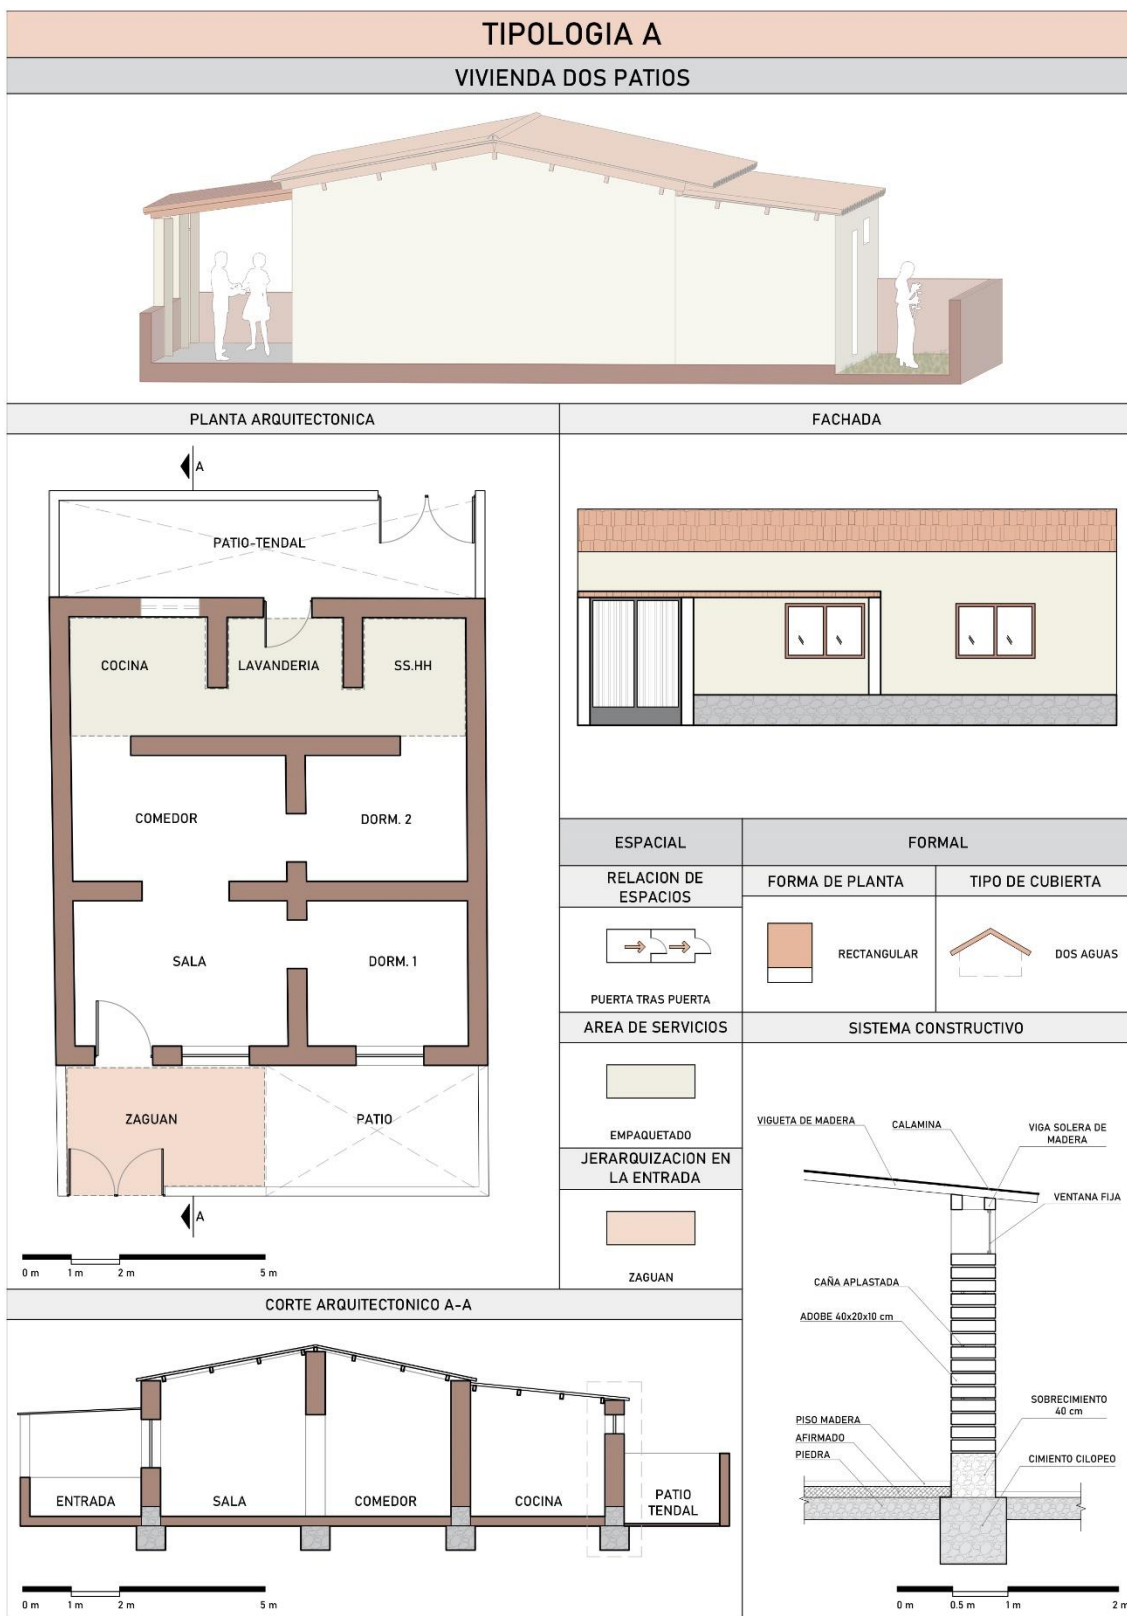 TIPOLOGIA A
VIVIENDA DOS PATIOS
PLANTA ARQUITECTONICA
A
PATIO-TENDAL
COCINA
LAVANDERIA
SS.HH
COMEDOR
DORM. 2
SALA
DORM. 1
ZAGUAN
PATIO
A
0 m
1 m
2 m
5 m
FACHADA
ESPACIAL
RELACION DE
ESPACIOS
PUERTA TRAS PUERTA
AREA DE SERVICIOS
EMPAQUETADO
JERARQUIZACION EN
LA ENTRADA
ZAGUAN
FORMAL
FORMA DE PLANTA
RECTANGULAR
TIPO DE CUBIERTA
DOS AGUAS
SISTEMA CONSTRUCTIVO
VIGUETA DE MADERA
CALAMINA
VIGA SOLERA DE
MADERA
VENTANA FIJA
CAÑA APLASTADA
ADOBE 40x20x10 cm
SOBRECIMIENTO
40 cm
PISO MADERA
AFIRMADO
PIEDRA
CIMIENTO CILOPEO
0 m
0.5 m
1 m
2 m
CORTE ARQUITECTONICO A-A
ENTRADA
SALA
COMEDOR
COCINA
PATIO
TENDAL
0 m
1 m
2 m
5 m